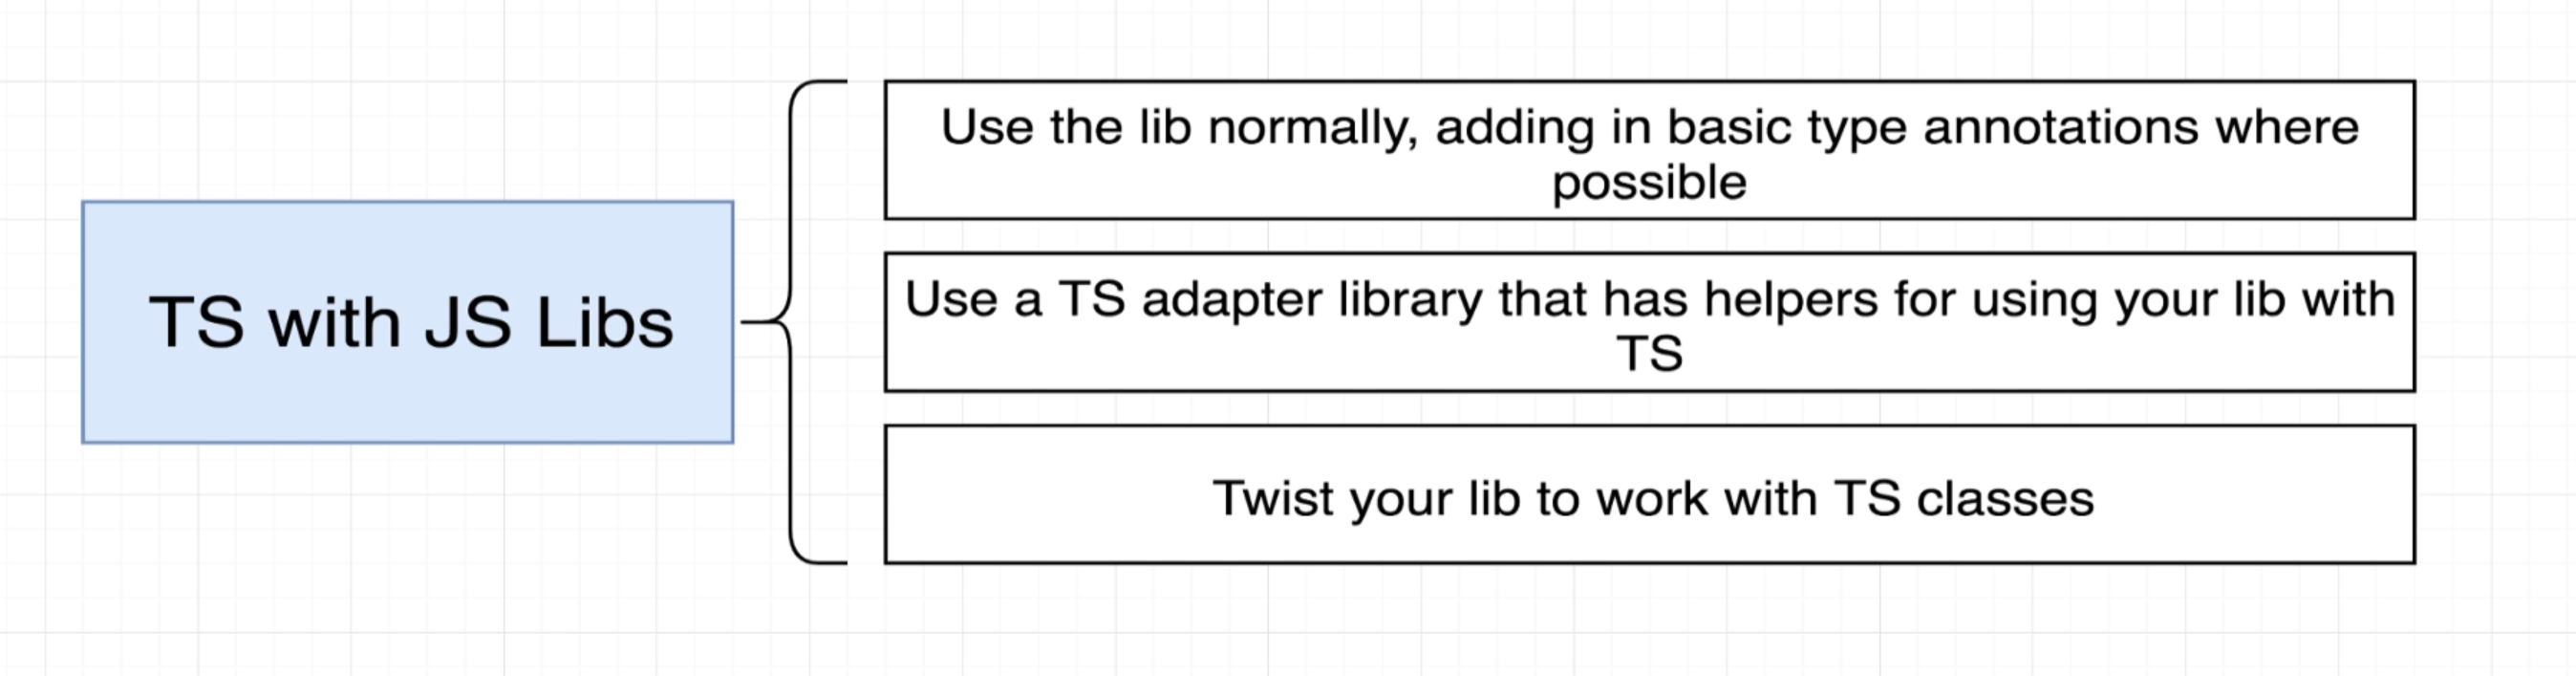 TS with JS Libs
Use the lib normally, adding in basic type annotations where
possible
Use a TS adapter library that has helpers for using your lib with
TS
Twist your lib to work with TS classes